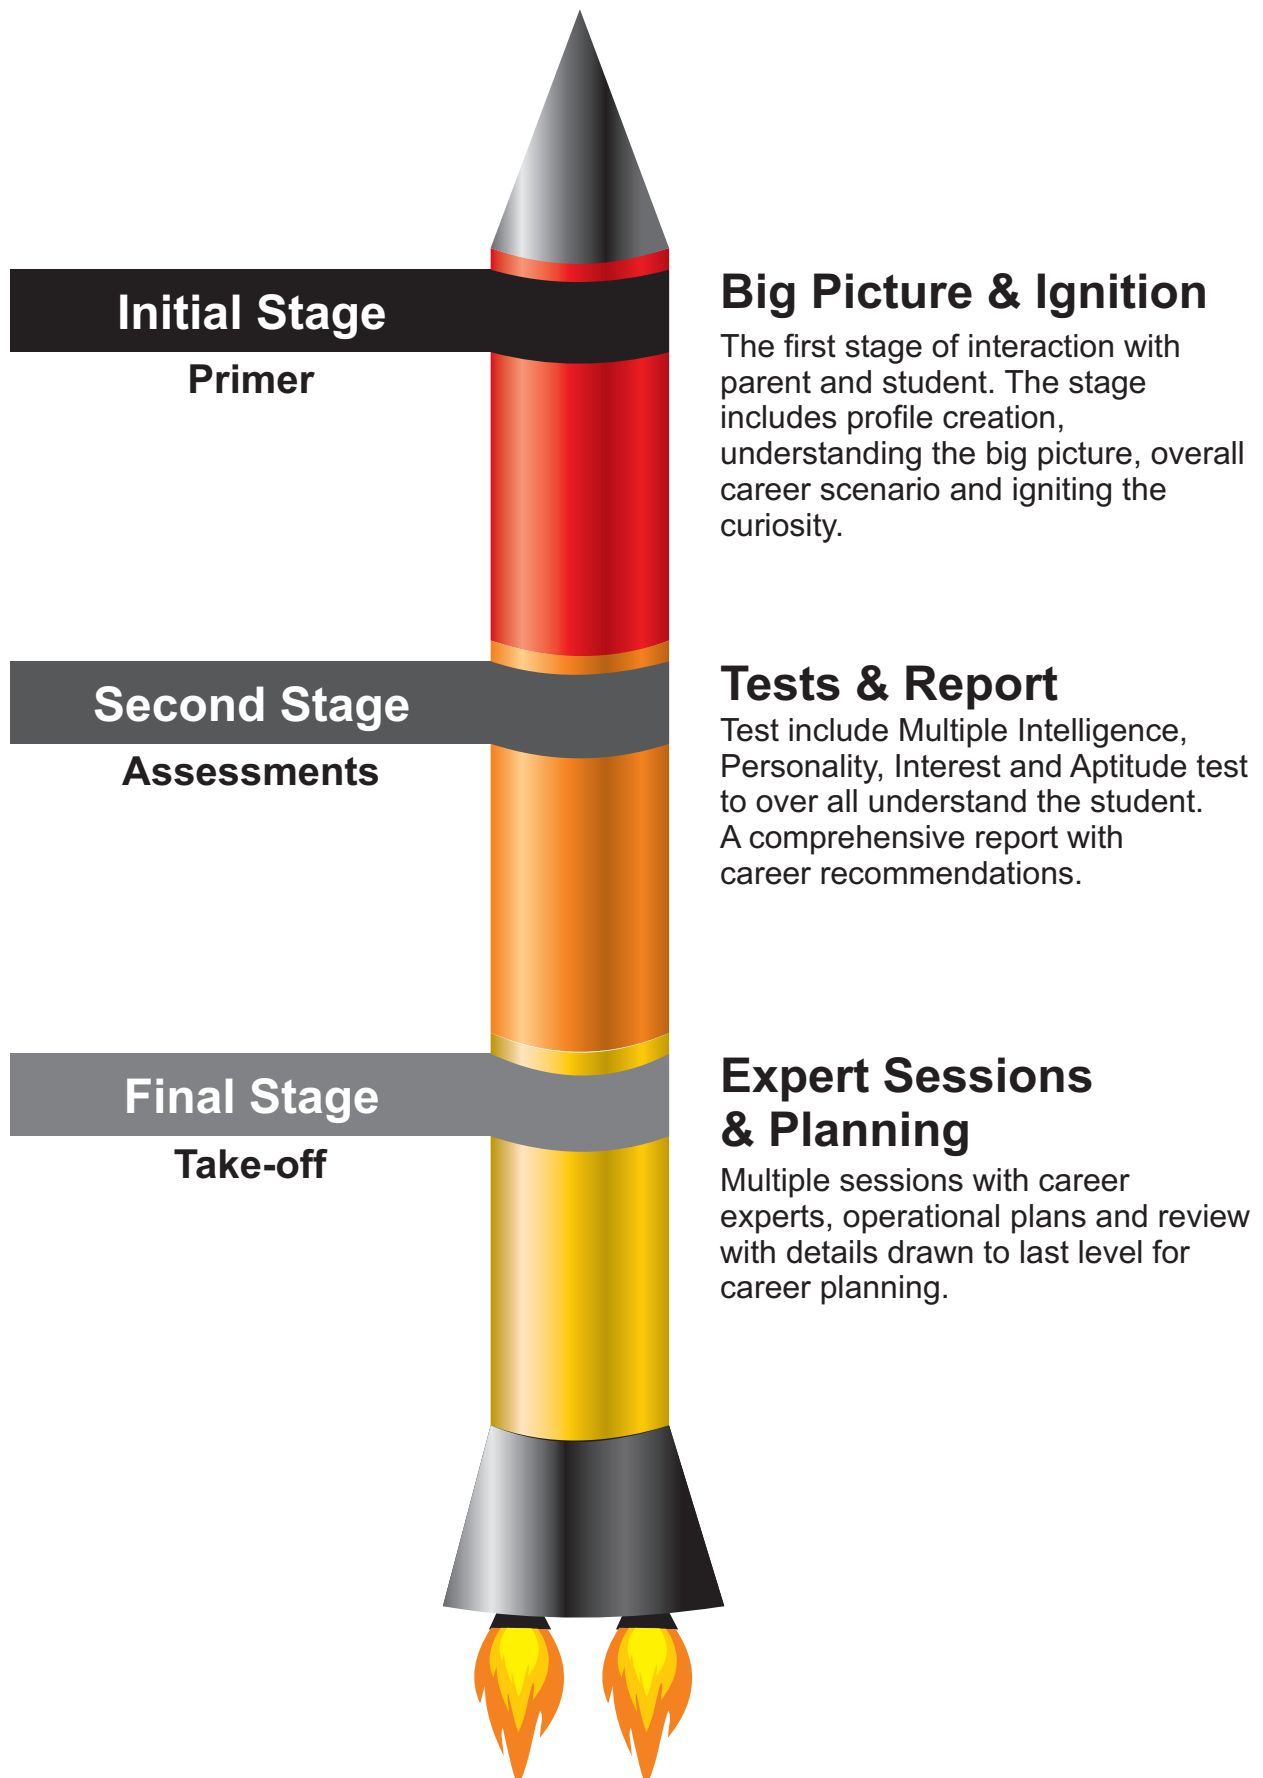 Initial Stage
Primer
Big Picture & Ignition
The first stage of interaction with
parent and student. The stage
includes profile creation,
understanding the big picture, overall
career scenario and igniting the
curiosity.
Second Stage
Assessments
Tests & Report
Test include Multiple Intelligence,
Personality, Interest and Aptitude test
to over all understand the student.
A comprehensive report with
career recommendations.
Final Stage
Take-off
Expert Sessions
& Planning
Multiple sessions with career
experts, operational plans and review
with details drawn to last level for
career planning.